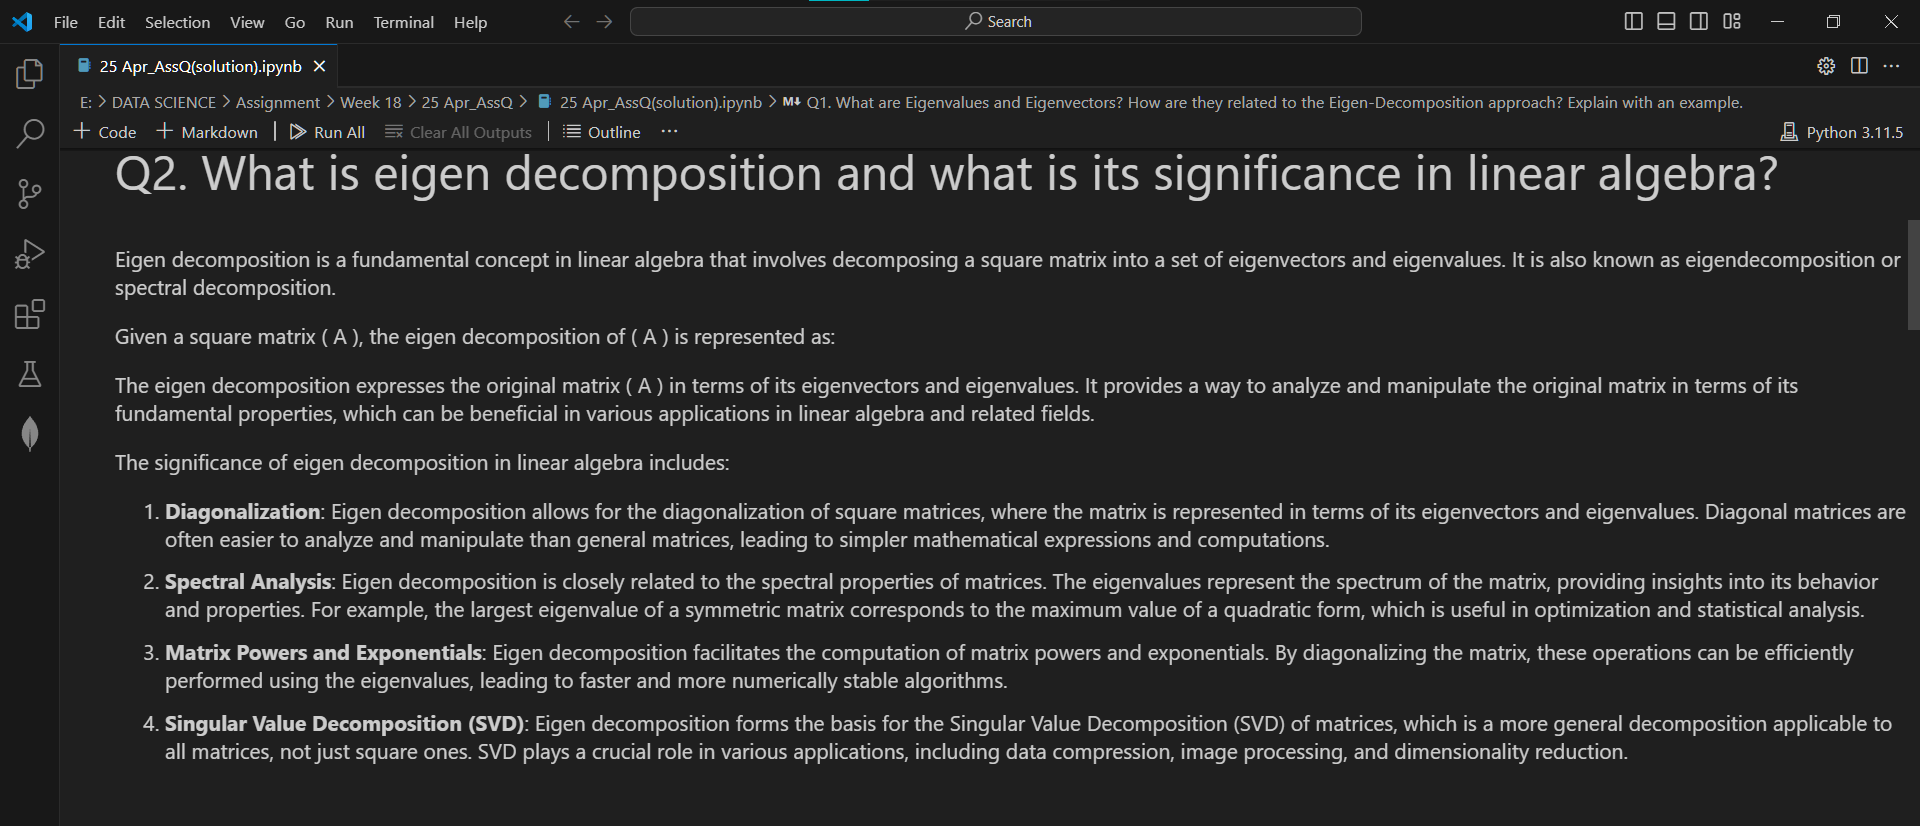 File Edit Selection View Go Run Terminal Help Search
25 Apr_AssQ(solution).ipynb
E: > DATA SCIENCE > Assignment > Week 18 > 25 Apr_AssQ > 25 Apr_AssQ(solution).ipynb > M↓ Q1. What are Eigenvalues and Eigenvectors? How are they related to the Eigen-Decomposition approach? Explain with an example.
+ Code + Markdown | Run All Clear All Outputs | Outline ... Python 3.11.5
Q2. What is eigen decomposition and what is its significance in linear algebra?
Eigen decomposition is a fundamental concept in linear algebra that involves decomposing a square matrix into a set of eigenvectors and eigenvalues. It is also known as eigendecomposition or
spectral decomposition.
Given a square matrix ( A ), the eigen decomposition of ( A ) is represented as:
The eigen decomposition expresses the original matrix ( A ) in terms of its eigenvectors and eigenvalues. It provides a way to analyze and manipulate the original matrix in terms of its
fundamental properties, which can be beneficial in various applications in linear algebra and related fields.
The significance of eigen decomposition in linear algebra includes:
1. Diagonalization: Eigen decomposition allows for the diagonalization of square matrices, where the matrix is represented in terms of its eigenvectors and eigenvalues. Diagonal matrices are
often easier to analyze and manipulate than general matrices, leading to simpler mathematical expressions and computations.
2. Spectral Analysis: Eigen decomposition is closely related to the spectral properties of matrices. The eigenvalues represent the spectrum of the matrix, providing insights into its behavior
and properties. For example, the largest eigenvalue of a symmetric matrix corresponds to the maximum value of a quadratic form, which is useful in optimization and statistical analysis.
3. Matrix Powers and Exponentials: Eigen decomposition facilitates the computation of matrix powers and exponentials. By diagonalizing the matrix, these operations can be efficiently
performed using the eigenvalues, leading to faster and more numerically stable algorithms.
4. Singular Value Decomposition (SVD): Eigen decomposition forms the basis for the Singular Value Decomposition (SVD) of matrices, which is a more general decomposition applicable to
all matrices, not just square ones. SVD plays a crucial role in various applications, including data compression, image processing, and dimensionality reduction.